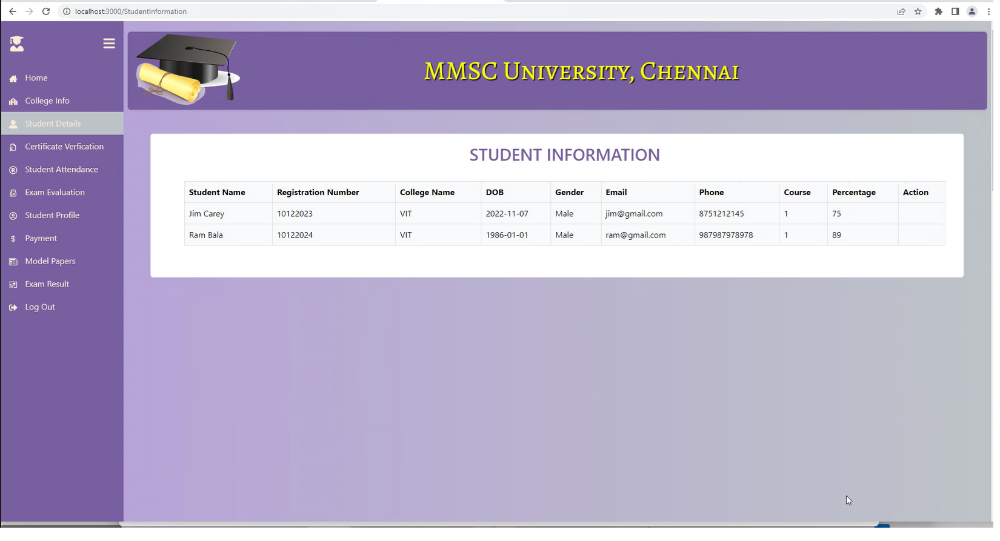 localhost:3000/StudentInformation
MMSC University, Chennai
Home
College Info
Student Details
Certificate Verfication
Student Attendance
Exam Evaluation
Student Profile
Payment
Model Papers
Exam Result
Log Out
STUDENT INFORMATION
Student Name Registration Number College Name DOB Gender Email Phone Course Percentage Action
Jim Carey 10122023 VIT 2022-11-07 Male jim@gmail.com 8751212145 1 75
Ram Bala 10122024 VIT 1986-01-01 Male ram@gmail.com 987987978978 1 89